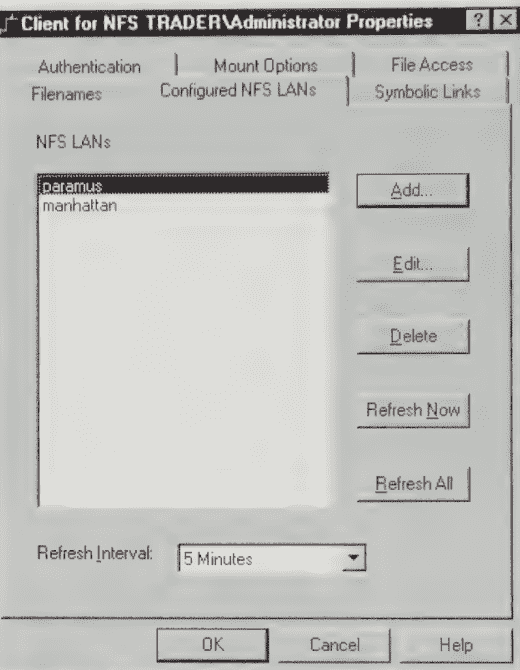 Client for NFS TRADER\Administrator Properties
? X
Authentication Mount Options File Access
Filenames Configured NFS LANs Symbolic Links
NFS LANs
paramus
manhattan
Add...
Edit...
Delete
Refresh Now
Refresh All
Refresh Interval: 5 Minutes
OK Cancel Help